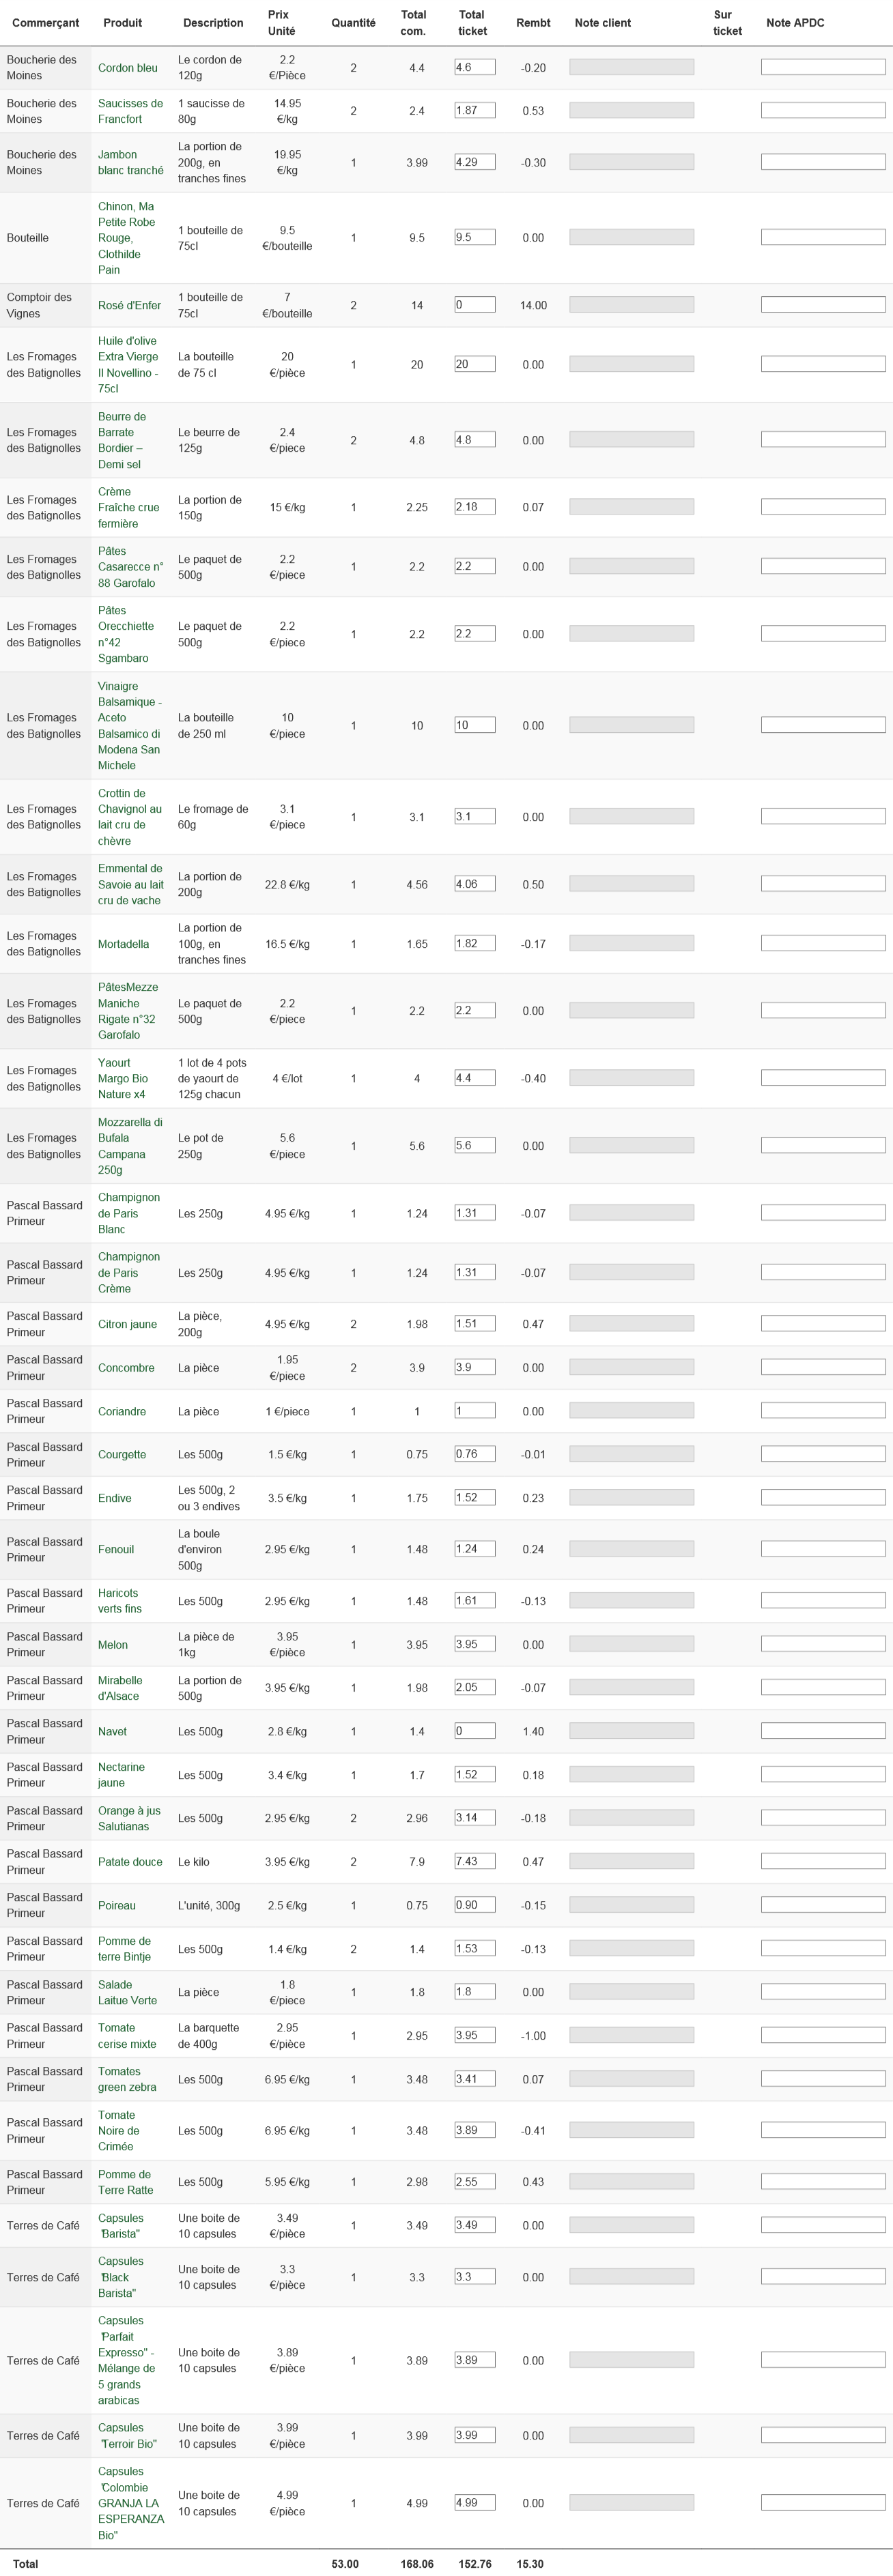 Commerçant Produit Description Prix Unité Quantité Total com. Total ticket Rembt Note client Sur ticket Note APDC
Boucherie des Moines Cordon bleu Le cordon de 120g 2.2 €/Pièce 2 4.4 4.6 -0.20
Boucherie des Moines Saucisses de Francfort 1 saucisse de 80g 14.95 €/kg 2 2.4 1.87 0.53
Boucherie des Moines Jambon blanc tranché La portion de 200g, en tranches fines 19.95 €/kg 1 3.99 4.29 -0.30
Bouteille Chinon, Ma Petite Robe Rouge, Clothilde Pain 1 bouteille de 75cl 9.5 €/bouteille 1 9.5 9.5 0.00
Comptoir des Vignes Rosé d'Enfer 1 bouteille de 75cl 7 €/bouteille 2 14 0 14.00
Les Fromages des Batignolles Huile d'olive Extra Vierge Il Novellino - 75cl La bouteille de 75 cl 20 €/pièce 1 20 20 0.00
Les Fromages des Batignolles Beurre de Barrate Bordier – Demi sel Le beurre de 125g 2.4 €/piece 2 4.8 4.8 0.00
Les Fromages des Batignolles Crème Fraîche crue fermière La portion de 150g 15 €/kg 1 2.25 2.18 0.07
Les Fromages des Batignolles Pâtes Casarecce n° 88 Garofalo Le paquet de 500g 2.2 €/piece 1 2.2 2.2 0.00
Les Fromages des Batignolles Pâtes Orecchiette n°42 Sgambaro Le paquet de 500g 2.2 €/piece 1 2.2 2.2 0.00
Les Fromages des Batignolles Vinaigre Balsamique - Aceto Balsamico di Modena San Michele La bouteille de 250 ml 10 €/piece 1 10 10 0.00
Les Fromages des Batignolles Crottin de Chavignol au lait cru de chèvre Le fromage de 60g 3.1 €/piece 1 3.1 3.1 0.00
Les Fromages des Batignolles Emmental de Savoie au lait cru de vache La portion de 200g 22.8 €/kg 1 4.56 4.06 0.50
Les Fromages des Batignolles Mortadella La portion de 100g, en tranches fines 16.5 €/kg 1 1.65 1.82 -0.17
Les Fromages des Batignolles PâtesMezze Maniche Rigate n°32 Garofalo Le paquet de 500g 2.2 €/piece 1 2.2 2.2 0.00
Les Fromages des Batignolles Yaourt Margo Bio Nature x4 1 lot de 4 pots de yaourt de 125g chacun 4 €/lot 1 4 4.4 -0.40
Les Fromages des Batignolles Mozzarella di Bufala Campana 250g Le pot de 250g 5.6 €/piece 1 5.6 5.6 0.00
Pascal Bassard Primeur Champignon de Paris Blanc Les 250g 4.95 €/kg 1 1.24 1.31 -0.07
Pascal Bassard Primeur Champignon de Paris Crème Les 250g 4.95 €/kg 1 1.24 1.31 -0.07
Pascal Bassard Primeur Citron jaune La pièce, 200g 4.95 €/kg 2 1.98 1.51 0.47
Pascal Bassard Primeur Concombre La pièce 1.95 €/piece 2 3.9 3.9 0.00
Pascal Bassard Primeur Coriandre La pièce 1 €/piece 1 1 1 0.00
Pascal Bassard Primeur Courgette Les 500g 1.5 €/kg 1 0.75 0.76 -0.01
Pascal Bassard Primeur Endive Les 500g, 2 ou 3 endives 3.5 €/kg 1 1.75 1.52 0.23
Pascal Bassard Primeur Fenouil La boule d'environ 500g 2.95 €/kg 1 1.48 1.24 0.24
Pascal Bassard Primeur Haricots verts fins Les 500g 2.95 €/kg 1 1.48 1.61 -0.13
Pascal Bassard Primeur Melon La pièce de 1kg 3.95 €/pièce 1 3.95 3.95 0.00
Pascal Bassard Primeur Mirabelle d'Alsace La portion de 500g 3.95 €/kg 1 1.98 2.05 -0.07
Pascal Bassard Primeur Navet Les 500g 2.8 €/kg 1 1.4 0 1.40
Pascal Bassard Primeur Nectarine jaune Les 500g 3.4 €/kg 1 1.7 1.52 0.18
Pascal Bassard Primeur Orange à jus Salutianas Les 500g 2.95 €/kg 2 2.96 3.14 -0.18
Pascal Bassard Primeur Patate douce Le kilo 3.95 €/kg 2 7.9 7.43 0.47
Pascal Bassard Primeur Poireau L'unité, 300g 2.5 €/kg 1 0.75 0.90 -0.15
Pascal Bassard Primeur Pomme de terre Bintje Les 500g 1.4 €/kg 2 1.4 1.53 -0.13
Pascal Bassard Primeur Salade Laitue Verte La pièce 1.8 €/piece 1 1.8 1.8 0.00
Pascal Bassard Primeur Tomate cerise mixte La barquette de 400g 2.95 €/pièce 1 2.95 3.95 -1.00
Pascal Bassard Primeur Tomates green zebra Les 500g 6.95 €/kg 1 3.48 3.41 0.07
Pascal Bassard Primeur Tomate Noire de Crimée Les 500g 6.95 €/kg 1 3.48 3.89 -0.41
Pascal Bassard Primeur Pomme de Terre Ratte Les 500g 5.95 €/kg 1 2.98 2.55 0.43
Terres de Café Capsules "Barista" Une boite de 10 capsules 3.49 €/pièce 1 3.49 3.49 0.00
Terres de Café Capsules "Black Barista" Une boite de 10 capsules 3.3 €/pièce 1 3.3 3.3 0.00
Terres de Café Capsules "Parfait Expresso" - Mélange de 5 grands arabicas Une boite de 10 capsules 3.89 €/pièce 1 3.89 3.89 0.00
Terres de Café Capsules "Terroir Bio" Une boite de 10 capsules 3.99 €/pièce 1 3.99 3.99 0.00
Terres de Café Capsules "Colombie GRANJA LA ESPERANZA Bio" Une boite de 10 capsules 4.99 €/pièce 1 4.99 4.99 0.00
Total 53.00 168.06 152.76 15.30